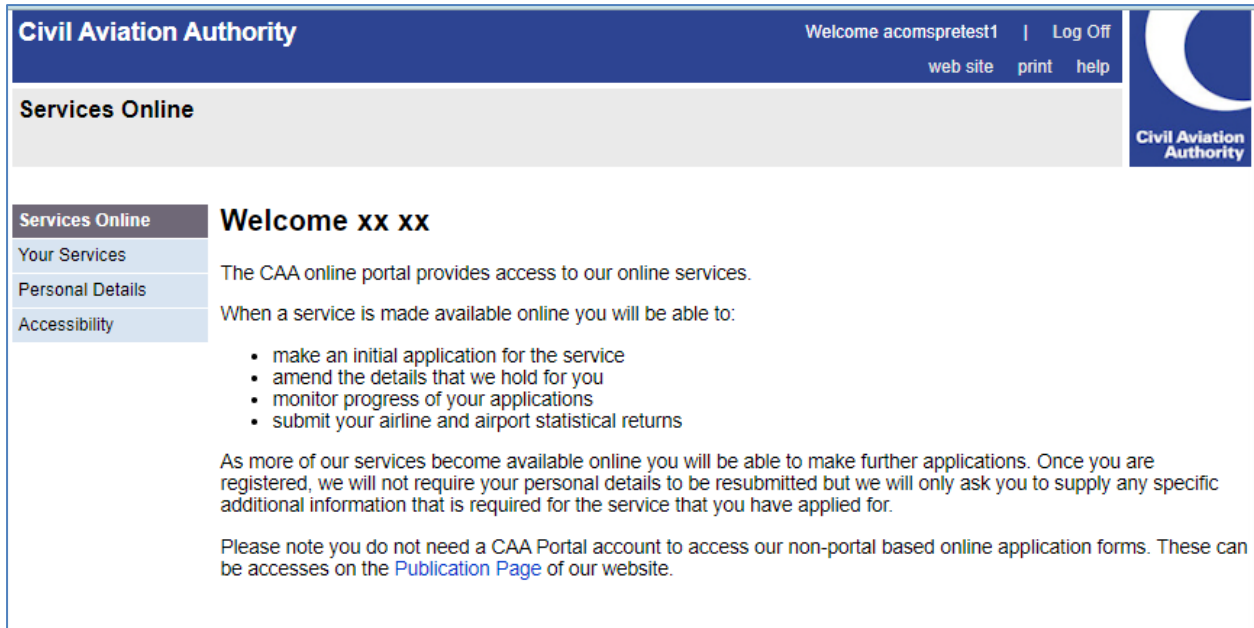 Civil Aviation Authority
Welcome acomspretest1 | Log Off
web site print help
Services Online
Civil Aviation
Authority
Services Online
Your Services
Personal Details
Accessibility
Welcome xx xx
The CAA online portal provides access to our online services.
When a service is made available online you will be able to:
• make an initial application for the service
• amend the details that we hold for you
• monitor progress of your applications
• submit your airline and airport statistical returns
As more of our services become available online you will be able to make further applications. Once you are
registered, we will not require your personal details to be resubmitted but we will only ask you to supply any specific
additional information that is required for the service that you have applied for.
Please note you do not need a CAA Portal account to access our non-portal based online application forms. These can
be accesses on the Publication Page of our website.